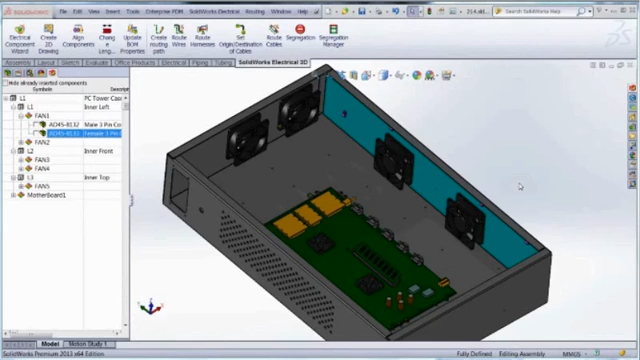 SOLIDWORKS File Edit View Insert Tools Enterprise PDM SolidWorks Electrical Routing Window Help
Search SolidWorks Help
Electrical Component Wizard
Create 2D Drawing
Align Components
Chang e Leng...
Update BOM Properties
Create routing path
Route Wires
Route Harnesses
Set Origin/Destination of Cables
Route Cables
Segregation
Segregation Manager
Assembly Layout Sketch Evaluate Office Products Electrical Piping Tubing SolidWorks Electrical 3D
Hide already inserted components
L1 PC Tower Case
L1 Inner Left
FAN1
Male 3 Pin Co
Female 3 Pin C
FAN2
L2 Inner Front
FAN3
FAN4
L3 Inner Top
FAN5
MotherBoard1
Model Motion Study 1
SolidWorks Premium 2013 x64 Edition Fully Defined Editing Assembly MMGS